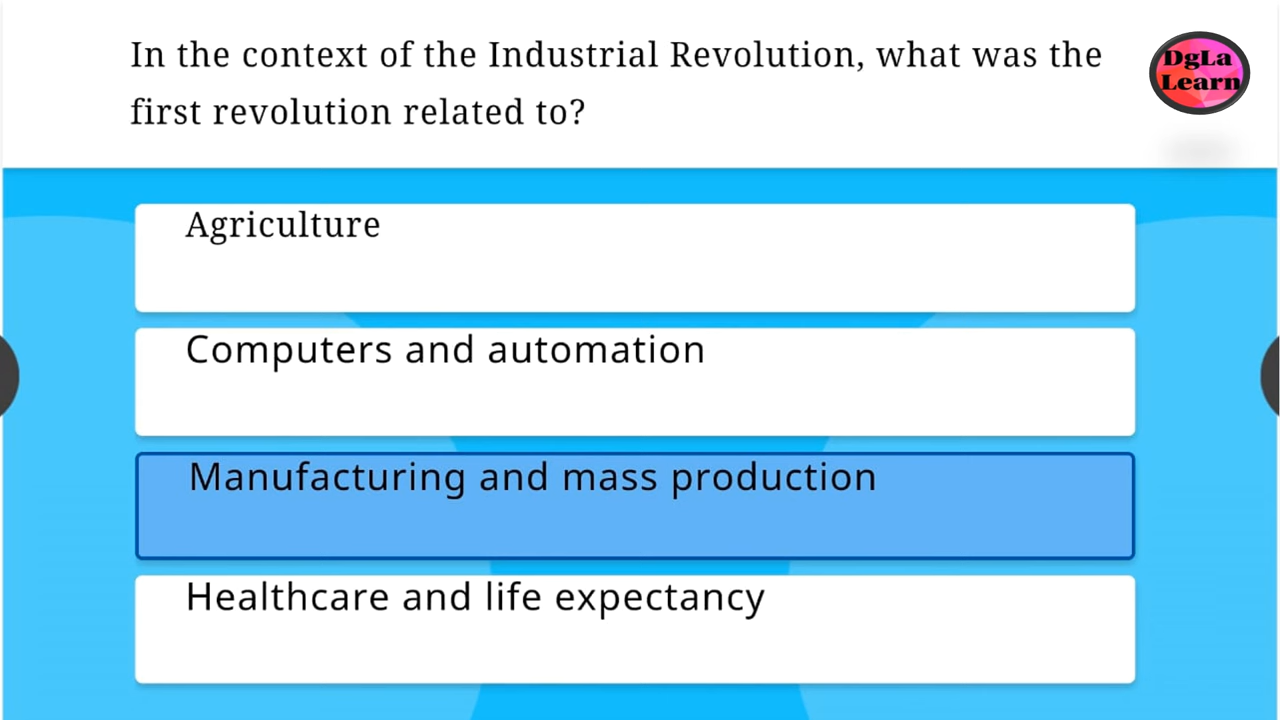 In the context of the Industrial Revolution, what was the
first revolution related to?
DgLa
Learn
Agriculture
Computers and automation
Manufacturing and mass production
Healthcare and life expectancy